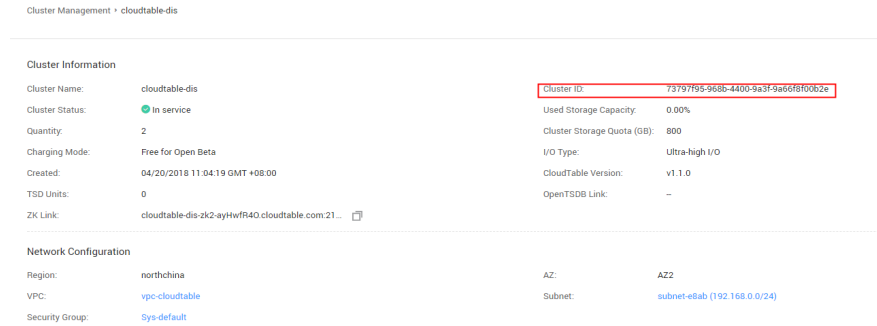 Cluster Management › cloudtable-dis
Cluster Information
Cluster Name: cloudtable-dis Cluster ID: 73797f95-968b-4400-9a3f-9a66f8f00b2e
Cluster Status: In service Used Storage Capacity: 0.00%
Quantity: 2 Cluster Storage Quota (GB): 800
Charging Mode: Free for Open Beta I/O Type: Ultra-high I/O
Created: 04/20/2018 11:04:19 GMT +08:00 CloudTable Version: v1.1.0
TSD Units: 0 OpenTSDB Link: --
ZK Link: cloudtable-dis-zk2-ayHwfR4O.cloudtable.com:21...
Network Configuration
Region: northchina AZ: AZ2
VPC: vpc-cloudtable Subnet: subnet-e8ab (192.168.0.0/24)
Security Group: Sys-default